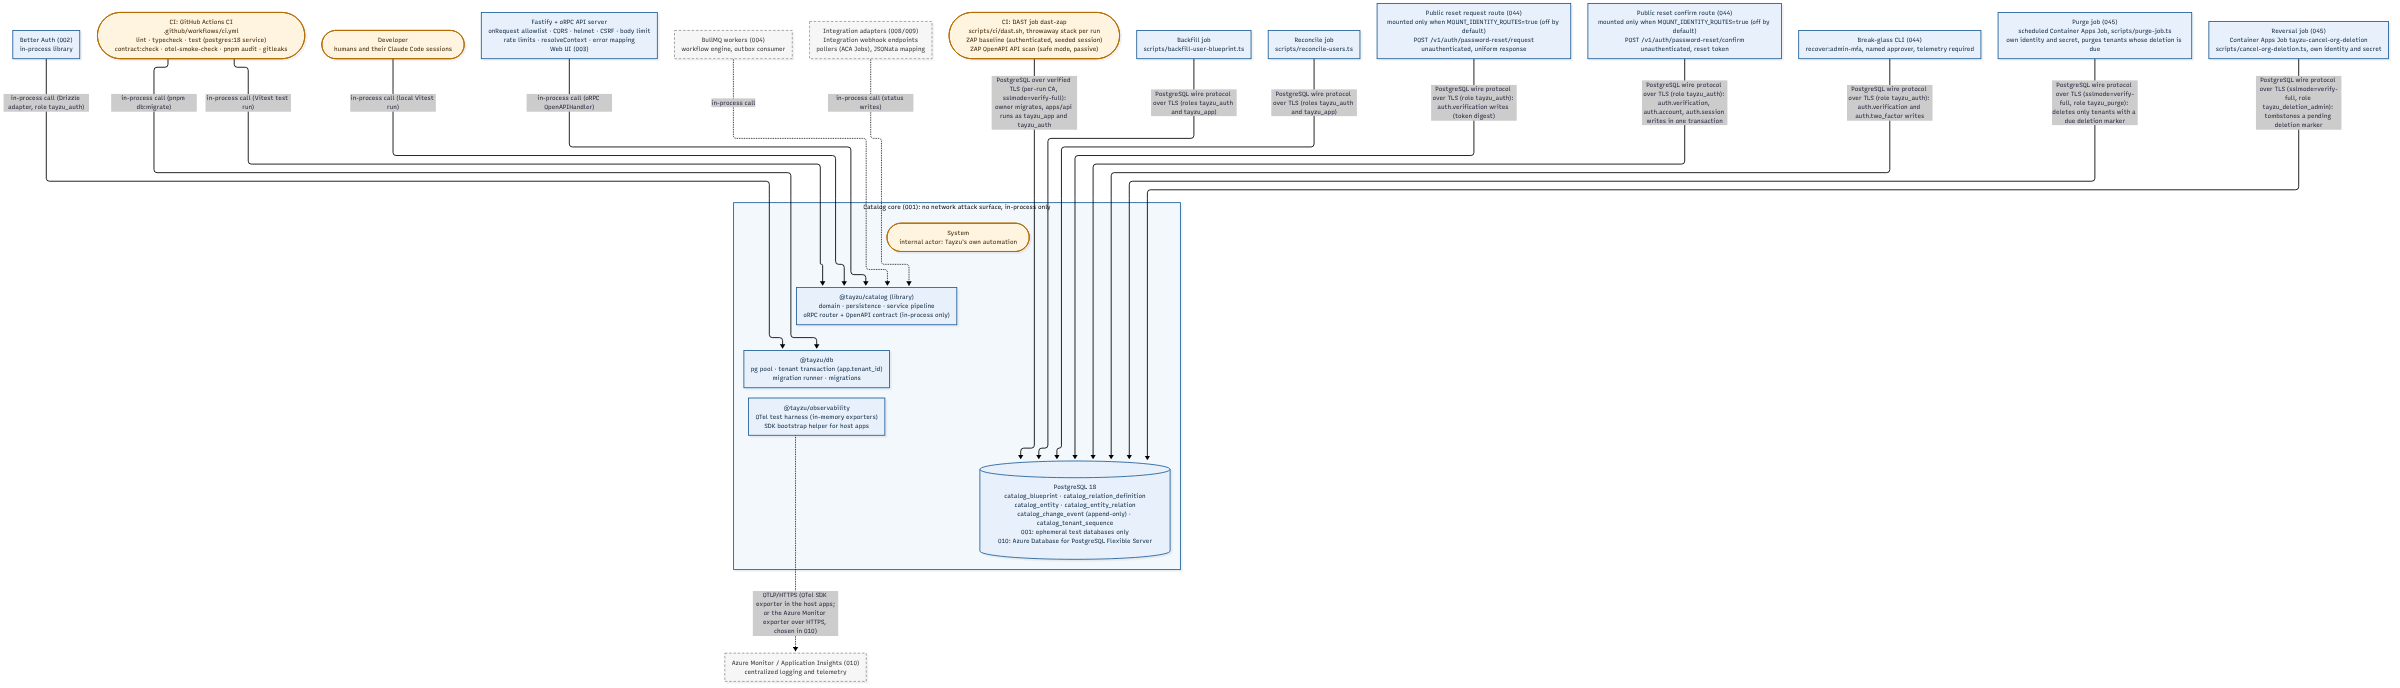 Better Auth (002)
in-process library
CI: GitHub Actions CI
.github/workflows/ci.yml
lint · typecheck · test (postgres:18 service)
contract:check · otel-smoke-check · pnpm audit · gitleaks
Developer
humans and their Claude Code sessions
Fastify + oRPC API server
onRequest allowlist · CORS · helmet · CSRF · body limit
rate limits · resolveContext · error mapping
Web UI (003)
BullMQ workers (004)
workflow engine, outbox consumer
Integration adapters (008/009)
Integration webhook endpoints
pollers (ACA Jobs), JSONata mapping
CI: DAST job dast-zap
scripts/ci/dast.sh, throwaway stack per run
ZAP baseline (authenticated, seeded session)
ZAP OpenAPI API scan (safe mode, passive)
Backfill job
scripts/backfill-user-blueprint.ts
Reconcile job
scripts/reconcile-users.ts
Public reset request route (044)
mounted only when MOUNT_IDENTITY_ROUTES=true (off by
default)
POST /v1/auth/password-reset/request
unauthenticated, uniform response
Public reset confirm route (044)
mounted only when MOUNT_IDENTITY_ROUTES=true (off by
default)
POST /v1/auth/password-reset/confirm
unauthenticated, reset token
Break-glass CLI (044)
recover:admin-mfa, named approver, telemetry required
Purge job (045)
scheduled Container Apps Job, scripts/purge-job.ts
own identity and secret, purges tenants whose deletion is
due
Reversal job (045)
Container Apps Job tayzu-cancel-org-deletion
scripts/cancel-org-deletion.ts, own identity and secret
in-process call (Drizzle
adapter, role tayzu_auth)
in-process call (pnpm
db:migrate)
in-process call (Vitest test
run)
in-process call (local Vitest
run)
in-process call (oRPC
OpenAPIHandler)
in-process call
in-process call (status
writes)
PostgreSQL over verified
TLS (per-run CA,
sslmode=verify-full):
owner migrates, apps/api
runs as tayzu_app and
tayzu_auth
PostgreSQL wire protocol
over TLS (roles tayzu_auth
and tayzu_app)
PostgreSQL wire protocol
over TLS (roles tayzu_auth
and tayzu_app)
PostgreSQL wire protocol
over TLS (role tayzu_auth):
auth.verification writes
(token digest)
PostgreSQL wire protocol
over TLS (role tayzu_auth):
auth.verification,
auth.account, auth.session
writes in one transaction
PostgreSQL wire protocol
over TLS (role tayzu_auth):
auth.verification and
auth.two_factor writes
PostgreSQL wire protocol
over TLS (sslmode=verify-
full, role tayzu_purge):
deletes only tenants with a
due deletion marker
PostgreSQL wire protocol
over TLS (sslmode=verify-
full, role
tayzu_deletion_admin):
tombstones a pending
deletion marker
Catalog core (001): no network attack surface, in-process only
System
internal actor: Tayzu's own automation
@tayzu/catalog (library)
domain · persistence · service pipeline
oRPC router + OpenAPI contract (in-process only)
@tayzu/db
pg pool · tenant transaction (app.tenant_id)
migration runner · migrations
@tayzu/observability
OTel test harness (in-memory exporters)
SDK bootstrap helper for host apps
PostgreSQL 18
catalog_blueprint · catalog_relation_definition
catalog_entity · catalog_entity_relation
catalog_change_event (append-only) ·
catalog_tenant_sequence
001: ephemeral test databases only
010: Azure Database for PostgreSQL Flexible Server
OTLP/HTTPS (OTel SDK
exporter in the host apps;
or the Azure Monitor
exporter over HTTPS,
chosen in 010)
Azure Monitor / Application Insights (010)
centralized logging and telemetry